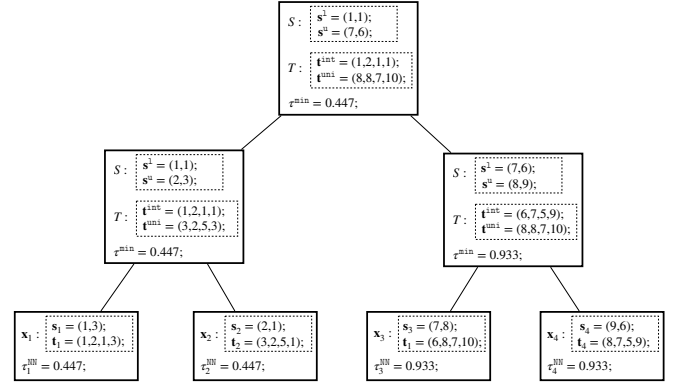 S : s^l = (1,1);
s^u = (7,6);
T : t^int = (1,2,1,1);
t^uni = (8,8,7,10);
τ^min = 0.447;
S : s^l = (1,1);
s^u = (2,3);
T : t^int = (1,2,1,1);
t^uni = (3,2,5,3);
τ^min = 0.447;
S : s^l = (7,6);
s^u = (8,9);
T : t^int = (6,7,5,9);
t^uni = (8,8,7,10);
τ^min = 0.933;
x_1 : s_1 = (1,3);
t_1 = (1,2,1,3);
τ_1^NN = 0.447;
x_2 : s_2 = (2,1);
t_2 = (3,2,5,1);
τ_2^NN = 0.447;
x_3 : s_3 = (7,8);
t_1 = (6,8,7,10);
τ_3^NN = 0.933;
x_4 : s_4 = (9,6);
t_4 = (8,7,5,9);
τ_4^NN = 0.933;